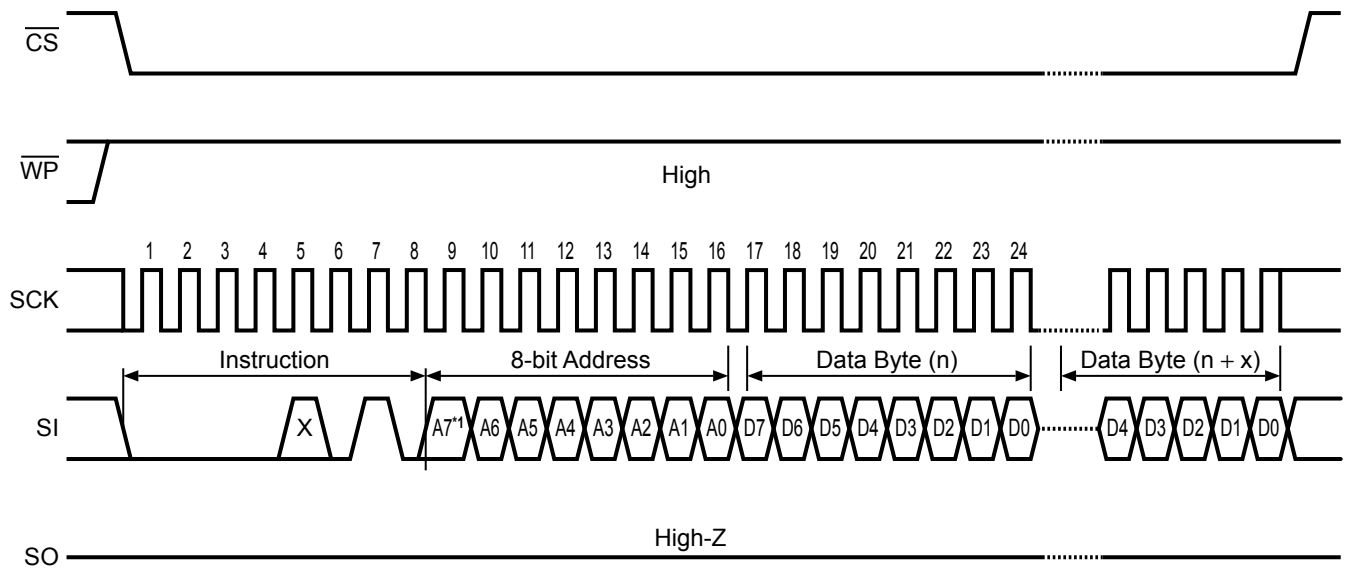 CS
WP
High
1 2 3 4 5 6 7 8 9 10 11 12 13 14 15 16 17 18 19 20 21 22 23 24
SCK
Instruction 8-bit Address Data Byte (n) Data Byte (n + x)
SI X A7*1 A6 A5 A4 A3 A2 A1 A0 D7 D6 D5 D4 D3 D2 D1 D0 D4 D3 D2 D1 D0
High-Z
SO